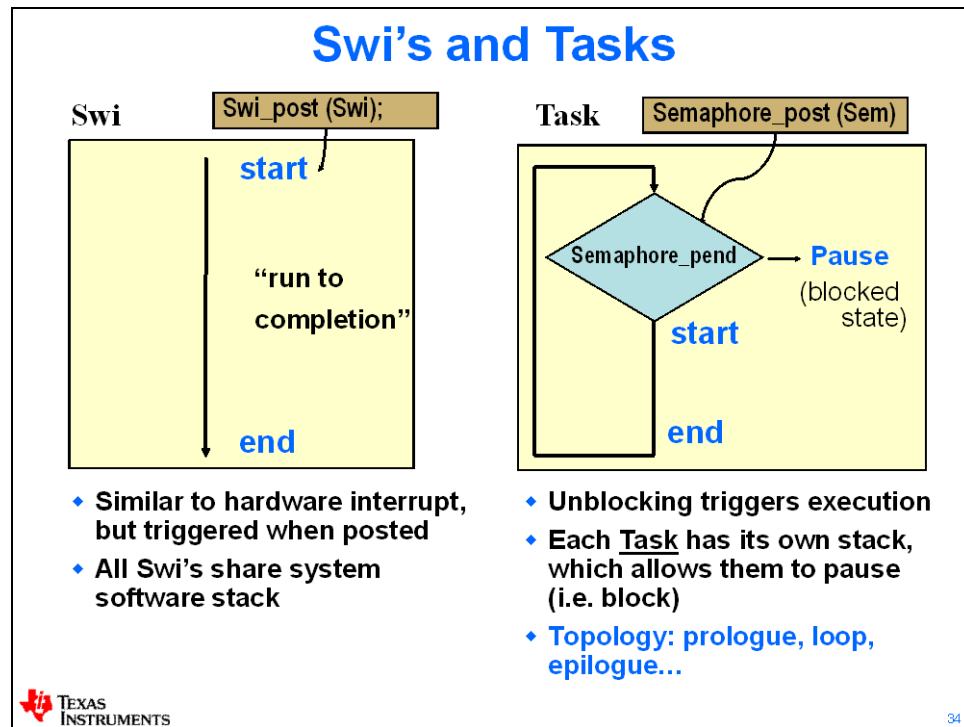 Swi's and Tasks
Swi
Swi_post (Swi);
start
“run to
completion”
end
Task
Semaphore_post (Sem)
Semaphore_pend
Pause
(blocked
state)
start
end
◆ Similar to hardware interrupt,
but triggered when posted
◆ All Swi's share system
software stack
◆ Unblocking triggers execution
◆ Each Task has its own stack,
which allows them to pause
(i.e. block)
◆ Topology: prologue, loop,
epilogue…
TEXAS
INSTRUMENTS
34